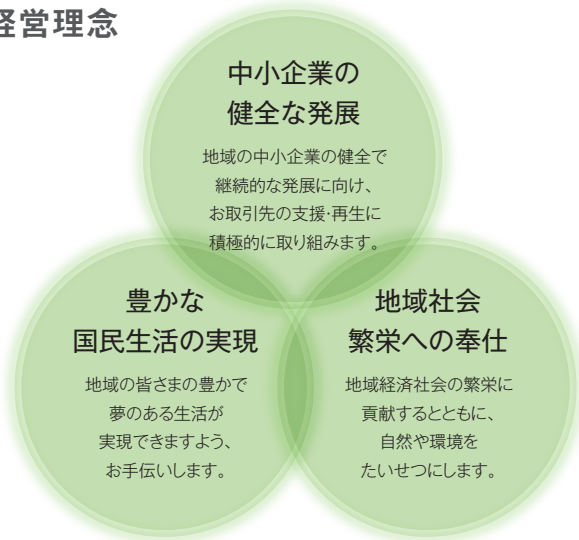 経営理念
中小企業の
健全な発展
地域の中小企業の健全で
継続的な発展に向け、
お取引先の支援・再生に
積極的に取り組みます。
豊かな
国民生活の実現
地域の皆さまの豊かで
夢のある生活が
実現できますよう、
お手伝いします。
地域社会
繁栄への奉仕
地域経済社会の繁栄に
貢献するとともに、
自然や環境を
たいせつにします。